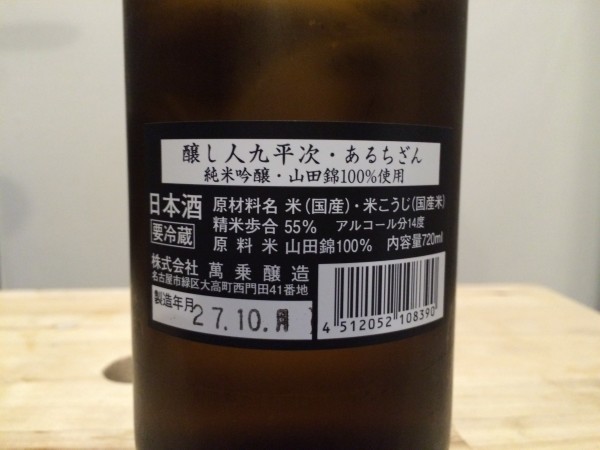 醸し人九平次・あるちざん
純米吟醸・山田錦100%使用
日本酒 原材料名 米(国産)・米こうじ(国産米)
要冷蔵 精米歩合 55% アルコール分14度
原料米 山田錦100% 内容量720ml
株式会社 萬乗醸造
名古屋市緑区大高町西門田41番地
製造年月 27.10.
4 512052 108390